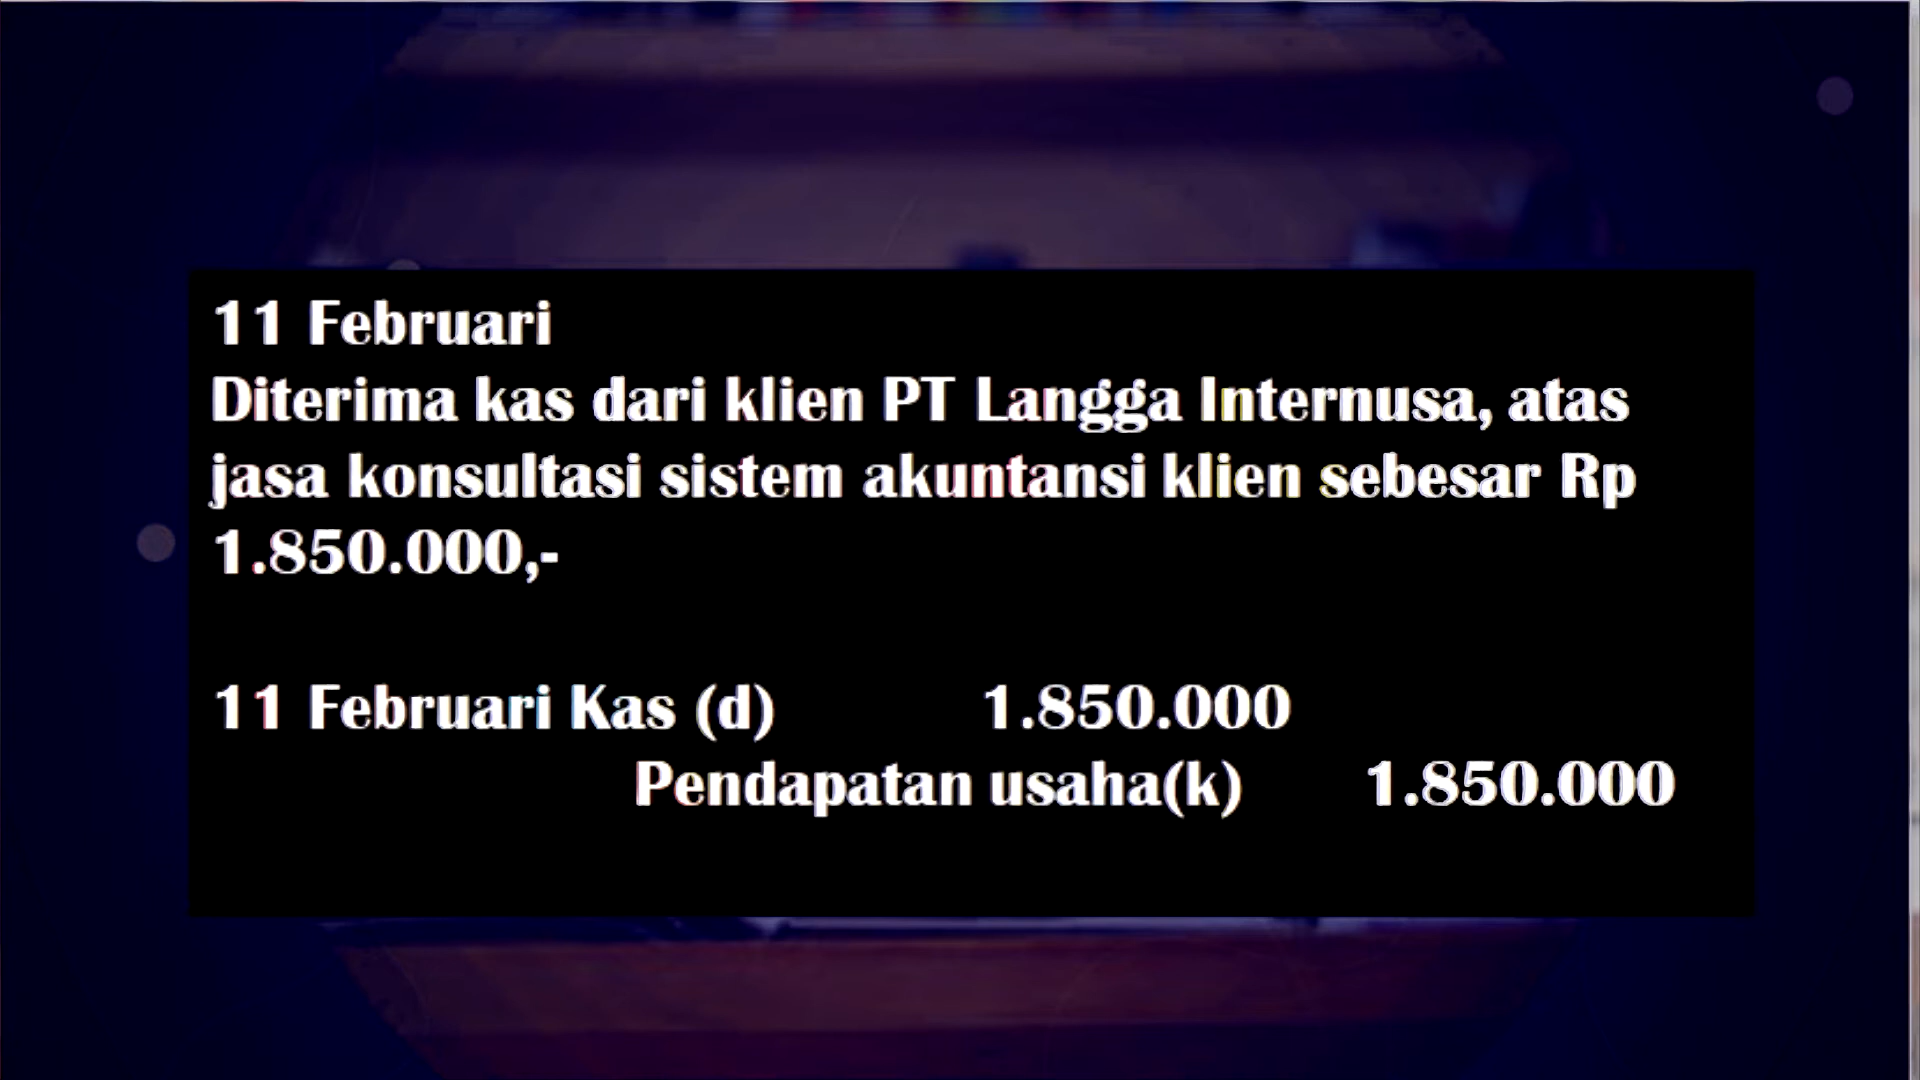 11 Februari
Diterima kas dari klien PT Langga Internusa, atas
jasa konsultasi sistem akuntansi klien sebesar Rp
1.850.000,-
11 Februari Kas (d) 1.850.000
Pendapatan usaha(k) 1.850.000